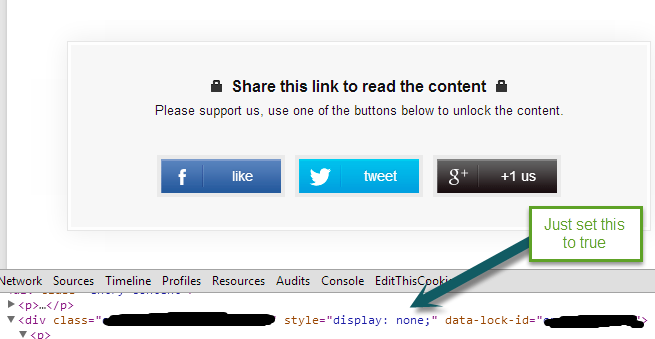 Share this link to read the content
Please support us, use one of the buttons below to unlock the content.
f like tweet g+ +1 us
Just set this
to true
Network Sources Timeline Profiles Resources Audits Console EditThisCookie
<p>…</p>
<div class=" style="display: none;" data-lock-id=" ">
<p>